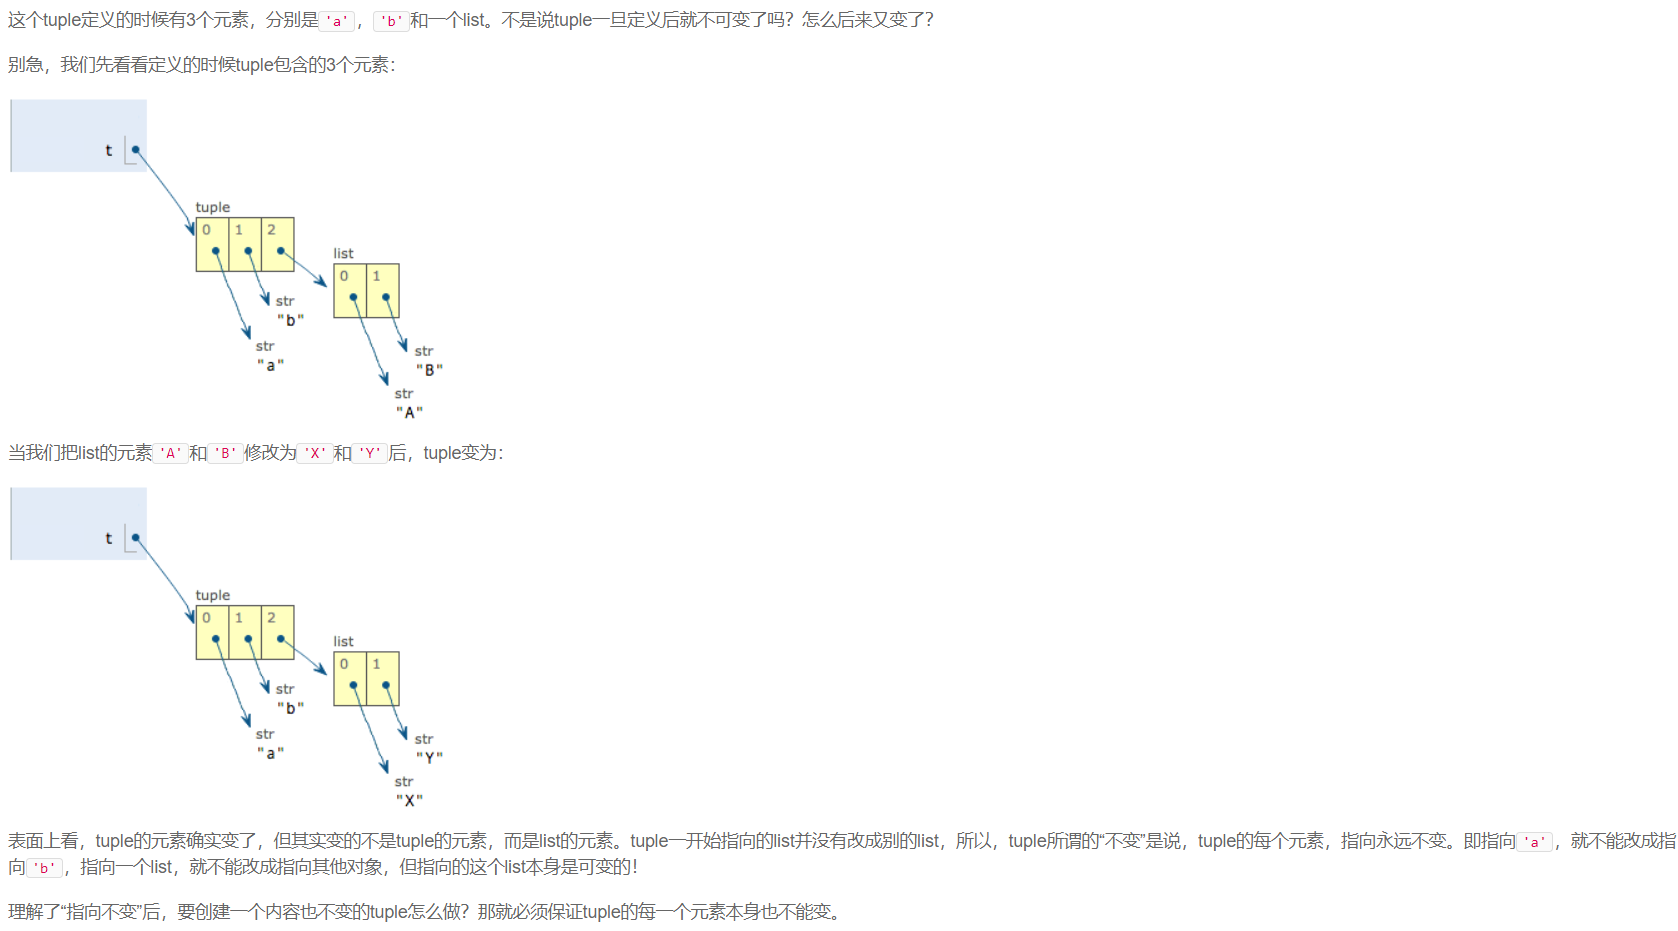 这个tuple定义的时候有3个元素，分别是'a'，'b'和一个list。不是说tuple一旦定义后就不可变了吗？怎么后来又变了？
别急，我们先看看定义的时候tuple包含的3个元素：
t
tuple
0 1 2
list
0 1
str
"b"
str
"a"
str
"B"
str
"A"
当我们把list的元素'A'和'B'修改为'X'和'Y'后，tuple变为：
t
tuple
0 1 2
list
0 1
str
"b"
str
"a"
str
"Y"
str
"X"
表面上看，tuple的元素确实变了，但其实变的不是tuple的元素，而是list的元素。tuple一开始指向的list并没有改成别的list，所以，tuple所谓的“不变”是说，tuple的每个元素，指向永远不变。即指向'a'，就不能改成指
向'b'，指向一个list，就不能改成指向其他对象，但指向的这个list本身是可变的！
理解了“指向不变”后，要创建一个内容也不变的tuple怎么做？那就必须保证tuple的每一个元素本身也不能变。